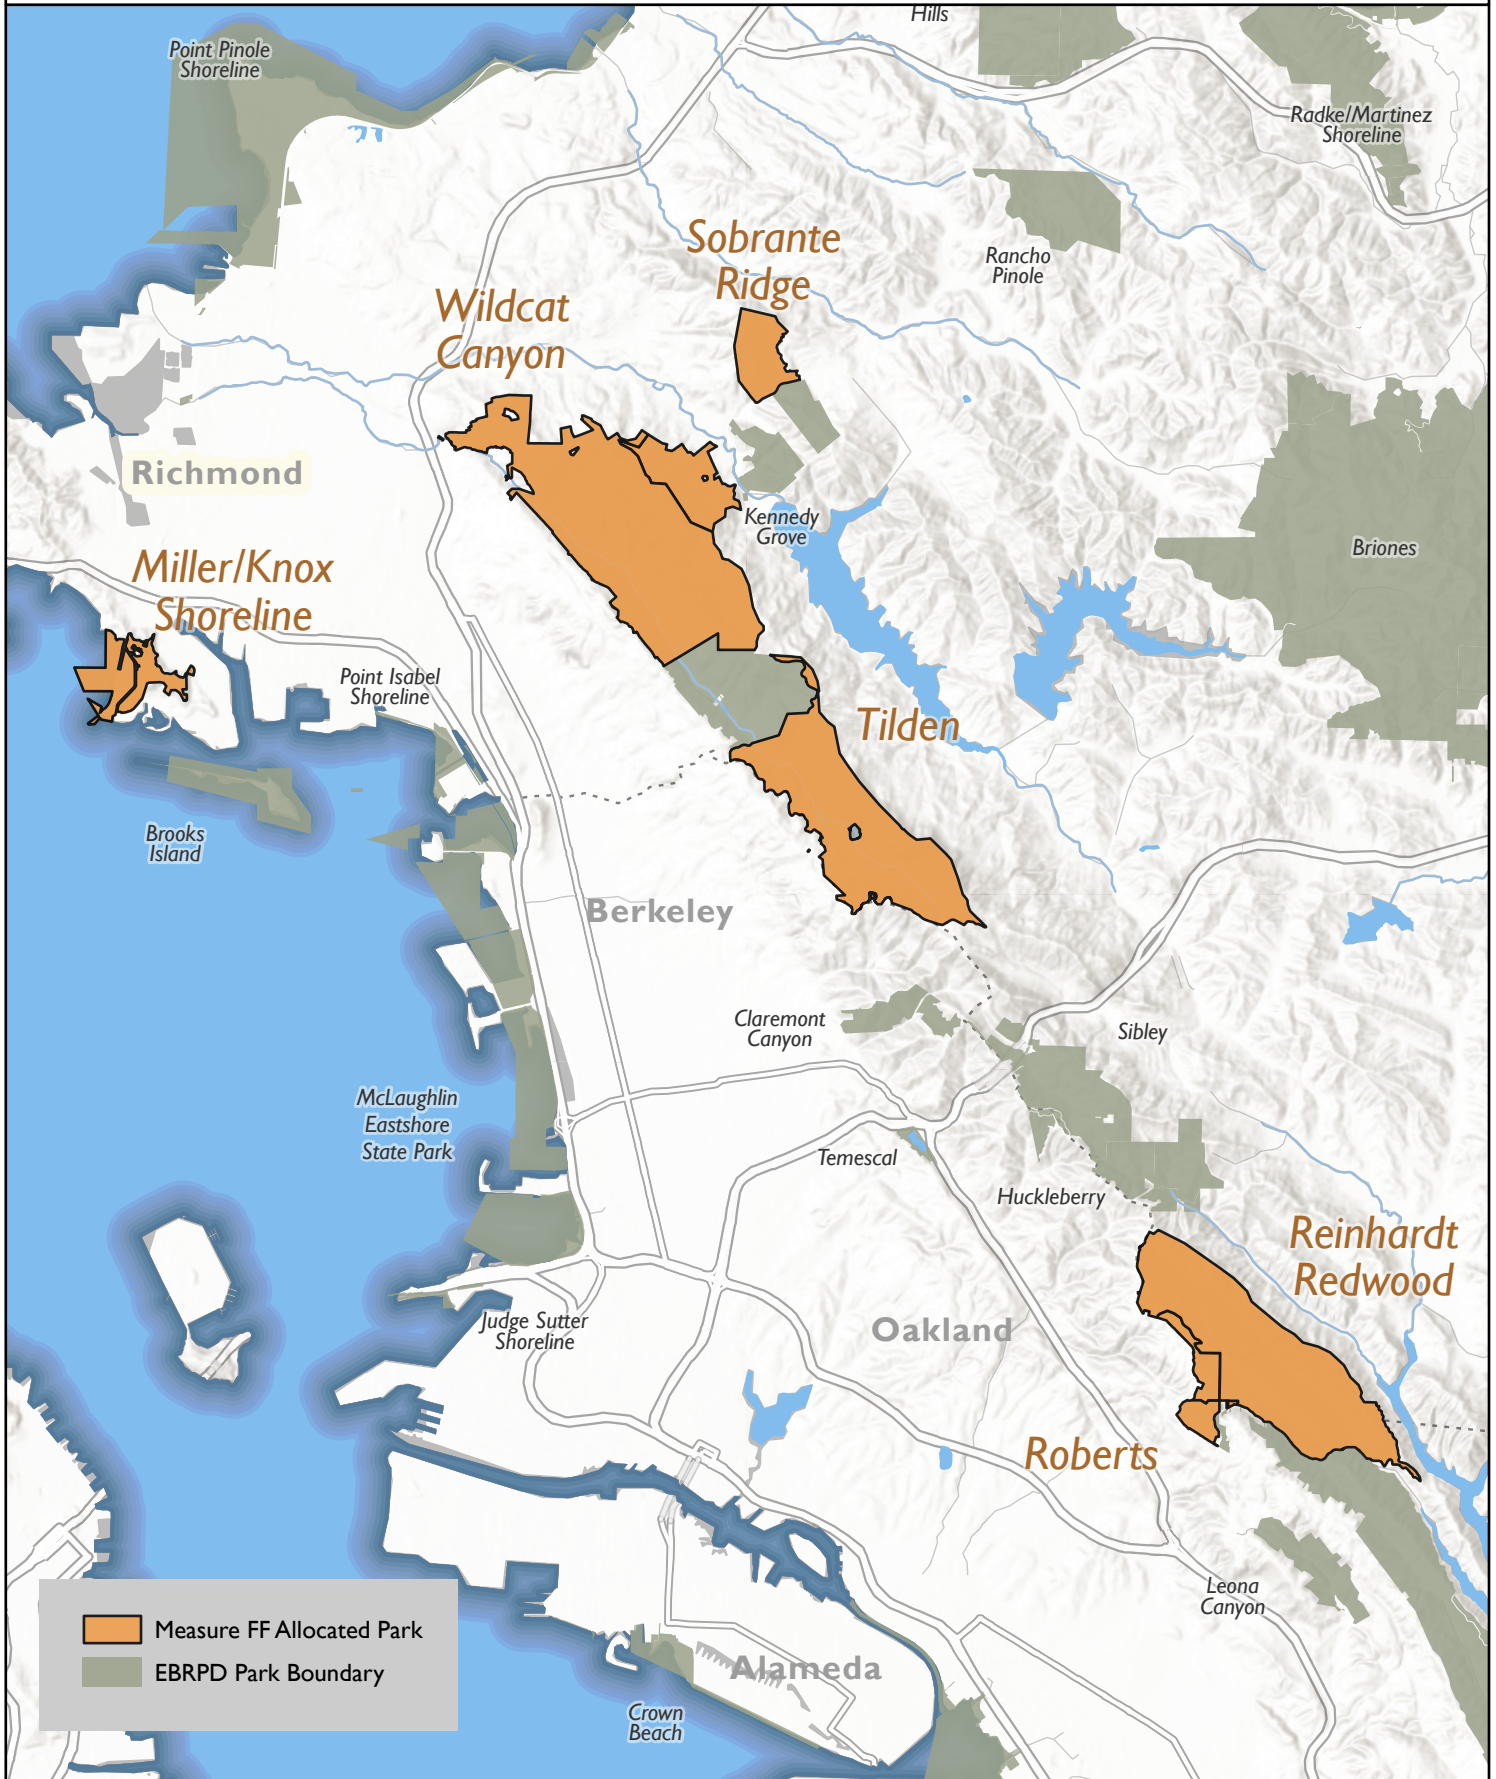 Hills
Point Pinole
Shoreline
Radke/Martinez
Shoreline
Sobrante
Ridge
Rancho
Pinole
Wildcat
Canyon
Richmond
Kennedy
Grove
Briones
Miller/Knox
Shoreline
Point Isabel
Shoreline
Tilden
Brooks
Island
Berkeley
Claremont
Canyon
Sibley
McLaughlin
Eastshore
State Park
Temescal
Huckleberry
Reinhardt
Redwood
Judge Sutter
Shoreline
Oakland
Roberts
Leona
Canyon
Measure FF Allocated Park
EBRPD Park Boundary
Alameda
Crown
Beach